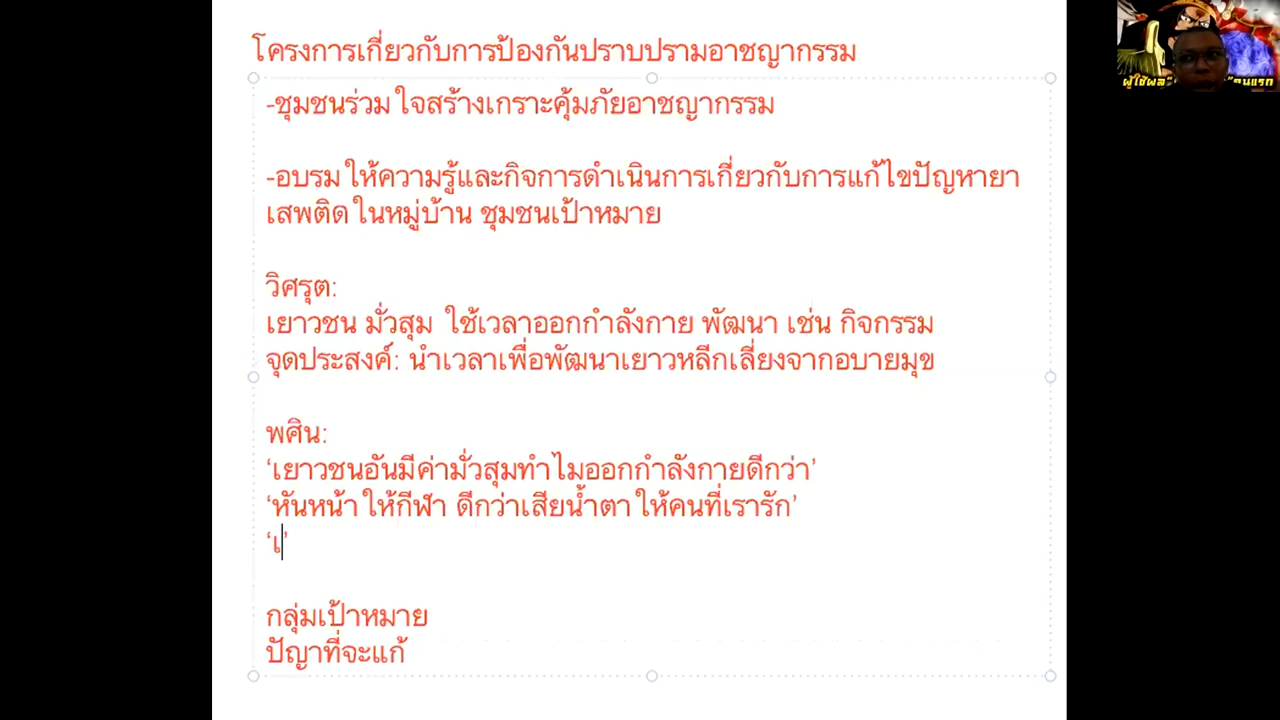 โครงการเกี่ยวกับการป้องกันปราบปรามอาชญากรรม
-ชุมชนร่วมใจสร้างเกราะคุ้มภัยอาชญากรรม
-อบรมให้ความรู้และกิจการดำเนินการเกี่ยวกับการแก้ไขปัญหายา
เสพติดในหมู่บ้าน ชุมชนเป้าหมาย
วิศรุต:
เยาวชน มั่วสุม ใช้เวลาออกกำลังกาย พัฒนา เช่น กิจกรรม
จุดประสงค์: นำเวลาเพื่อพัฒนาเยาวหลีกเลี่ยงจากอบายมุข
พศิน:
‘เยาวชนอันมีค่ามั่วสุมทำไมออกกำลังกายดีกว่า’
‘หันหน้าให้กีฬา ดีกว่าเสียน้ำตาให้คนที่เรารัก’
‘เ’
กลุ่มเป้าหมาย
ปัญาที่จะแก้
ผู้ใช้ผล คนแรก